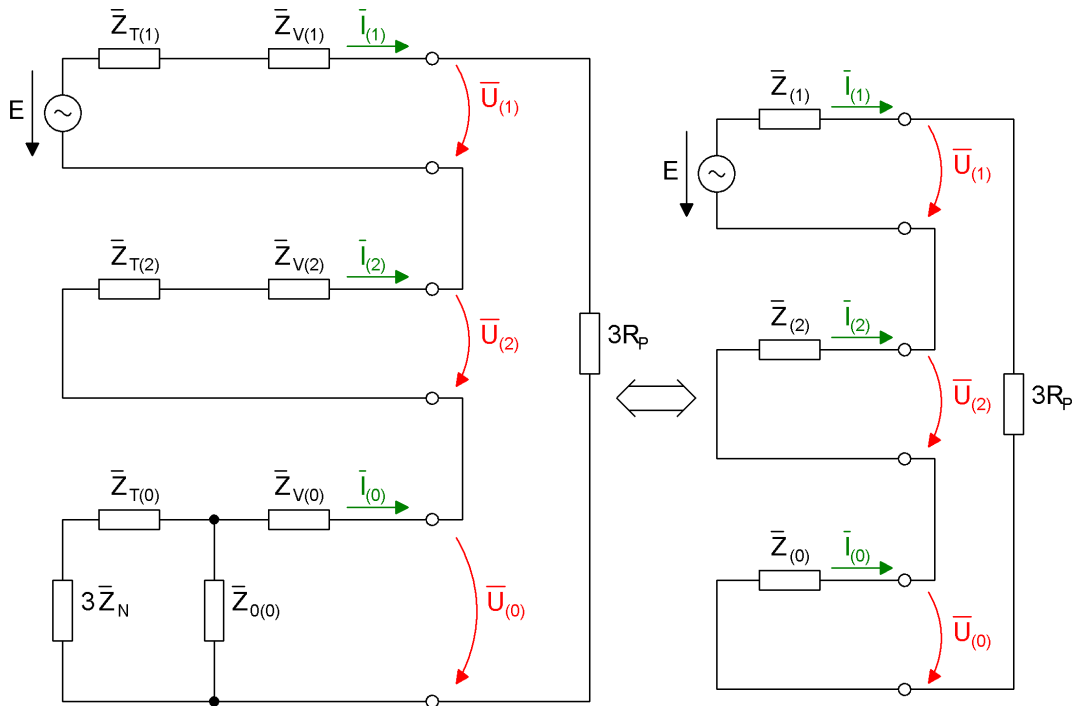 Z̅T(1) Z̅V(1) I̅(1)
E U̅(1)
Z̅T(2) Z̅V(2) I̅(2)
U̅(2)
3RP
Z̅T(0) Z̅V(0) I̅(0)
3Z̅N Z̅0(0) U̅(0)
Z̅(1) I̅(1)
E U̅(1)
Z̅(2) I̅(2)
U̅(2)
3RP
Z̅(0) I̅(0)
U̅(0)